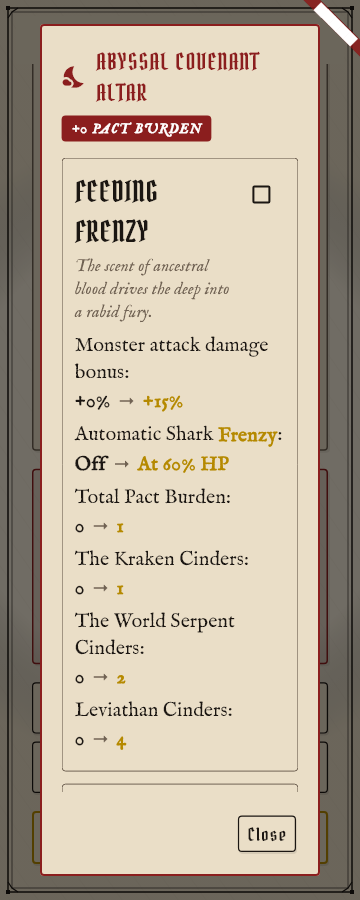 ABYSSAL COVENANT
ALTAR
+0 PACT BURDEN
FEEDING
FRENZY
The scent of ancestral
blood drives the deep into
a rabid fury.
Monster attack damage
bonus:
+0% → +15%
Automatic Shark Frenzy:
Off → At 60% HP
Total Pact Burden:
0 → 1
The Kraken Cinders:
0 → 1
The World Serpent
Cinders:
0 → 2
Leviathan Cinders:
0 → 4
Close